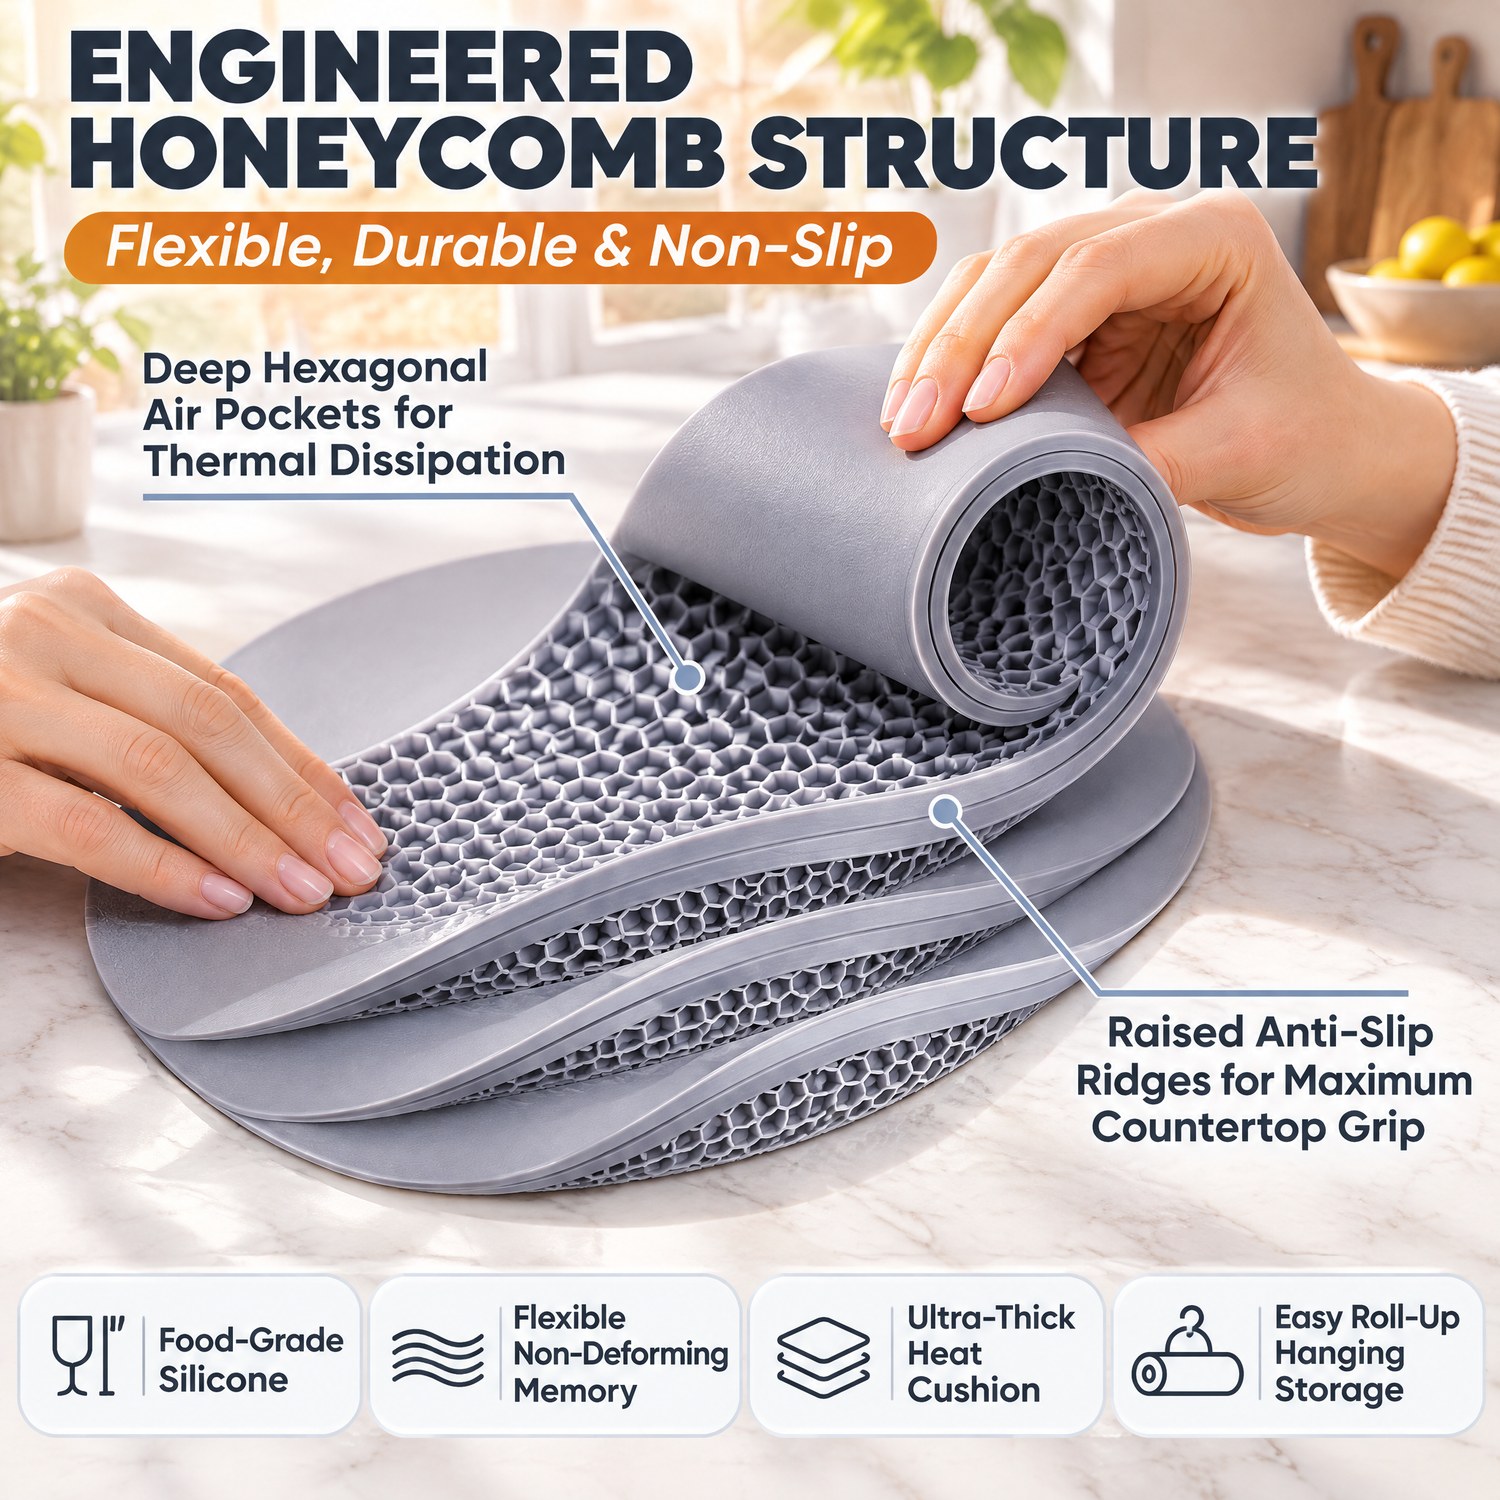 ENGINEERED
HONEYCOMB STRUCTURE
Flexible, Durable & Non-Slip
Deep Hexagonal
Air Pockets for
Thermal Dissipation
Raised Anti-Slip
Ridges for Maximum
Countertop Grip
Food-Grade
Silicone
Flexible
Non-Deforming
Memory
Ultra-Thick
Heat
Cushion
Easy Roll-Up
Hanging
Storage